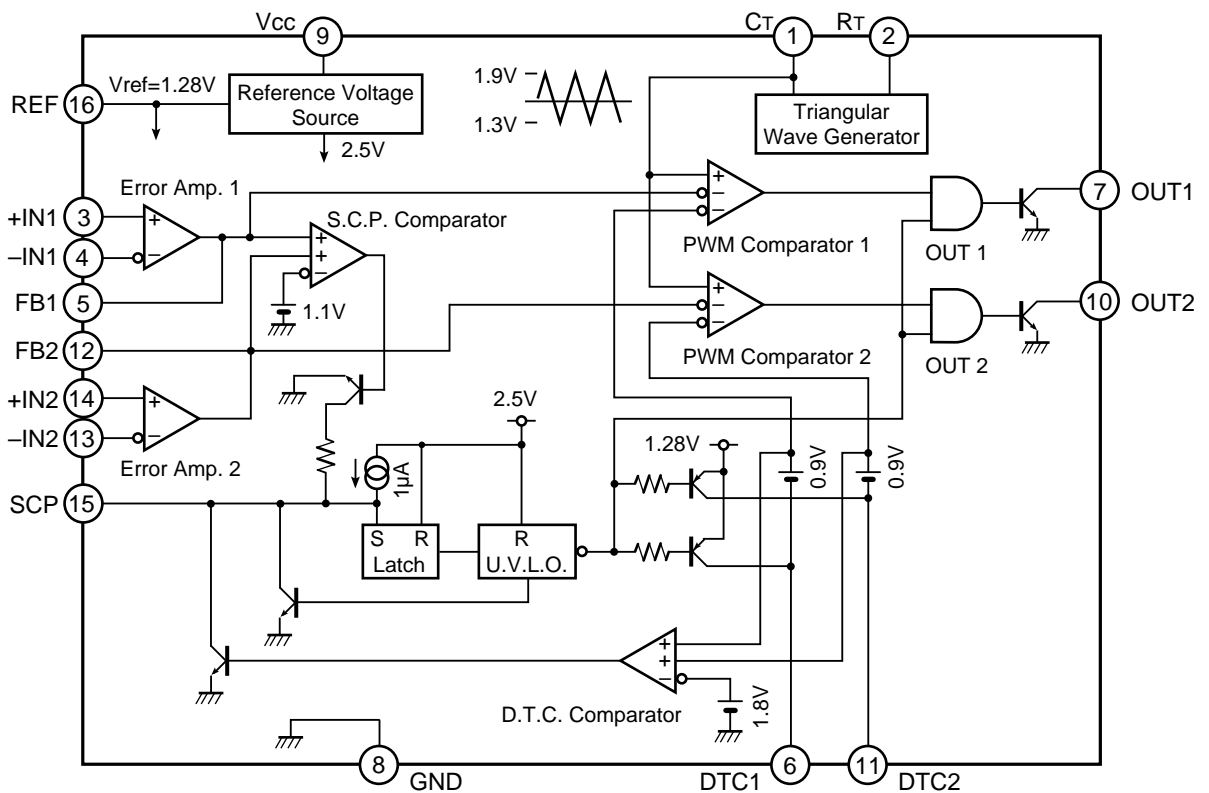 Vcc
9
CT
1
RT
2
Vref=1.28V
REF
16
Reference Voltage
Source
2.5V
1.9V
1.3V
Triangular
Wave Generator
Error Amp. 1
+IN1
3
+
–IN1
4
–
FB1
5
FB2
12
+IN2
14
+
–IN2
13
–
Error Amp. 2
S.C.P. Comparator
+
+
–
1.1V
+
–
–
PWM Comparator 1
+
–
–
PWM Comparator 2
OUT 1
7
OUT1
OUT 2
10
OUT2
2.5V
1μA
SCP
15
S
R
Latch
R
U.V.L.O.
1.28V
0.9V
0.9V
+
+
–
D.T.C. Comparator
1.8V
8
GND
DTC1
6
11
DTC2